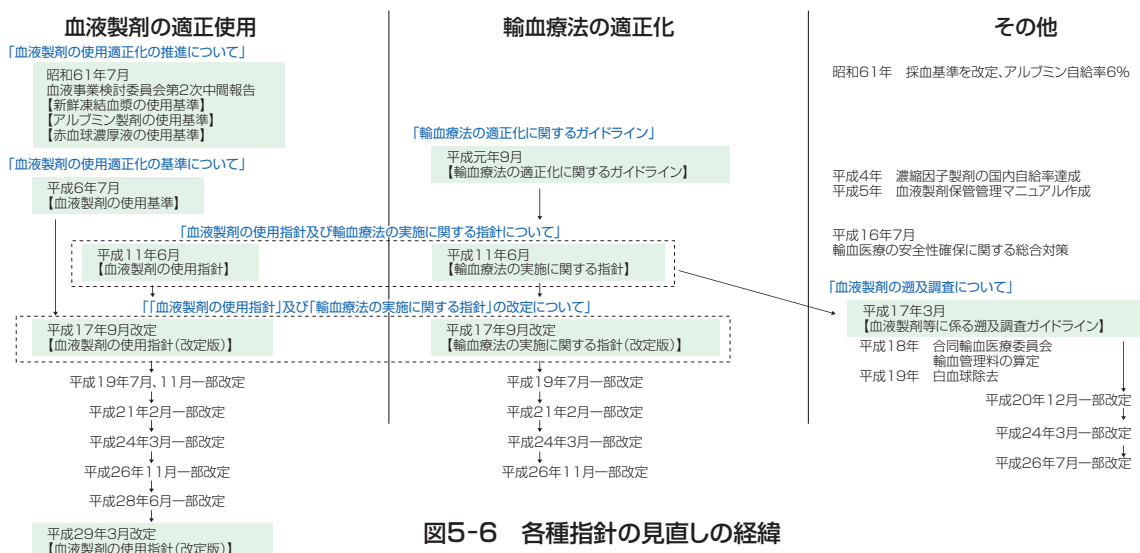 血液製剤の適正使用
「血液製剤の使用適正化の推進について」
昭和61年7月
血液事業検討委員会第2次中間報告
【新鮮凍結血漿の使用基準】
【アルブミン製剤の使用基準】
【赤血球濃厚液の使用基準】
「血液製剤の使用適正化の基準について」
平成6年7月
【血液製剤の使用基準】
輸血療法の適正化
「輸血療法の適正化に関するガイドライン」
平成元年9月
【輸血療法の適正化に関するガイドライン】
「血液製剤の使用指針及び輸血療法の実施に関する指針について」
平成11年6月
【血液製剤の使用指針】
平成11年6月
【輸血療法の実施に関する指針】
「「血液製剤の使用指針」及び「輸血療法の実施に関する指針」の改定について」
平成17年9月改定
【血液製剤の使用指針（改定版）】
平成17年9月改定
【輸血療法の実施に関する指針（改定版）】
平成19年7月、11月一部改定
平成21年2月一部改定
平成24年3月一部改定
平成26年11月一部改定
平成28年6月一部改定
平成29年3月改定
【血液製剤の使用指針（改定版）】
平成19年7月一部改定
平成21年2月一部改定
平成24年3月一部改定
平成26年11月一部改定
その他
昭和61年　採血基準を改定、アルブミン自給率6%
平成4年　濃縮因子製剤の国内自給率達成
平成5年　血液製剤保管管理マニュアル作成
平成16年7月
輸血医療の安全性確保に関する総合対策
「血液製剤の遡及調査について」
平成17年3月
【血液製剤等に係る遡及調査ガイドライン】
平成18年　合同輸血医療委員会
輸血管理料の算定
平成19年　白血球除去
平成20年12月一部改定
平成24年3月一部改定
平成26年7月一部改定
図5-6　各種指針の見直しの経緯